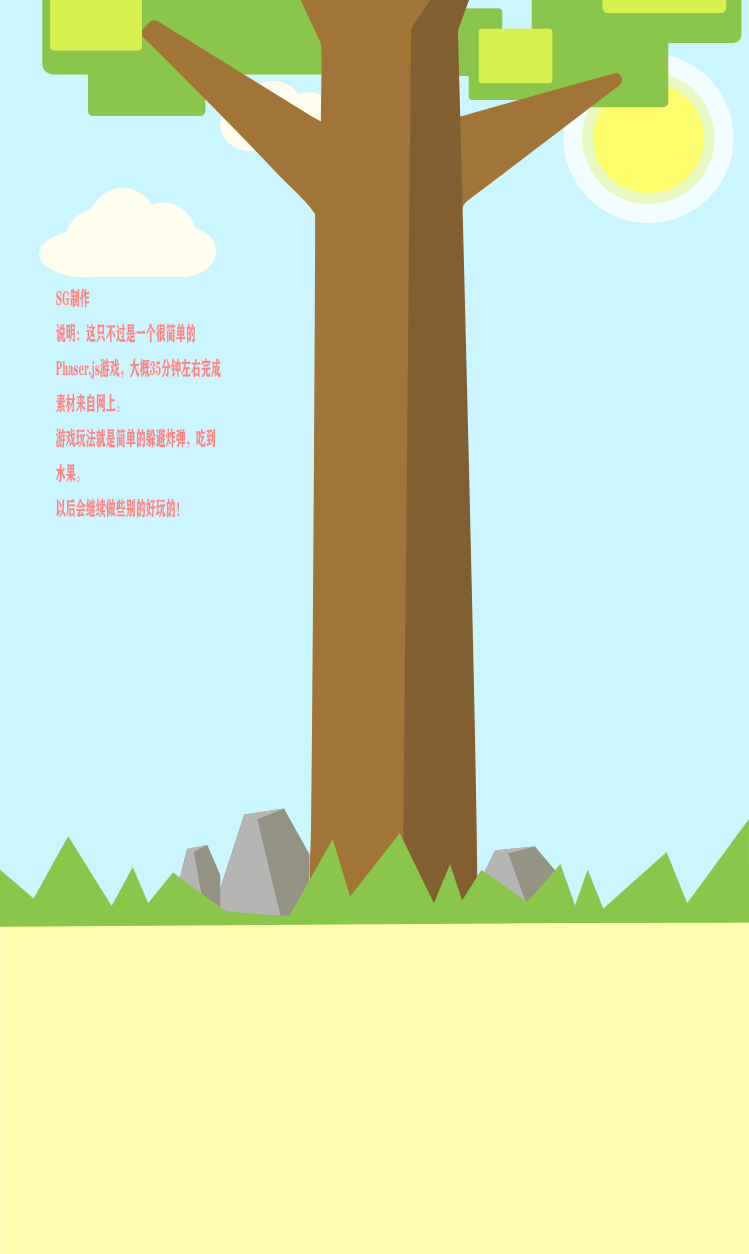 SG制作
说明：这只不过是一个很简单的
Phaser.js游戏，大概35分钟左右完成
素材来自网上。
游戏玩法就是简单的躲避炸弹，吃到
水果。
以后会继续做些别的好玩的！